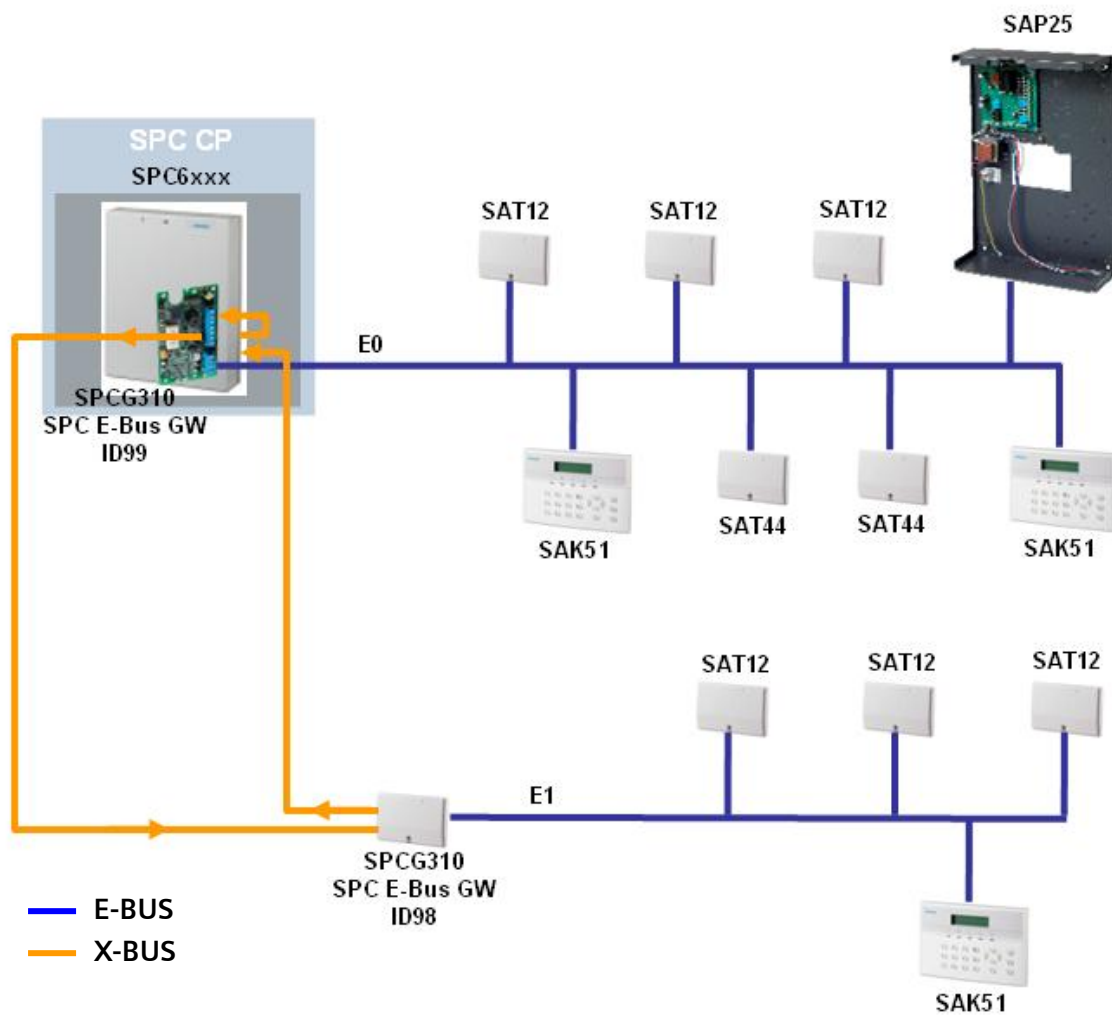 SAP25
SPC CP
SPC6xxx
SAT12
SAT12
SAT12
E0
SPCG310
SPC E-Bus GW
ID99
SAK51
SAT44
SAT44
SAK51
SAT12
SAT12
SAT12
E1
SPCG310
SPC E-Bus GW
ID98
E-BUS
X-BUS
SAK51